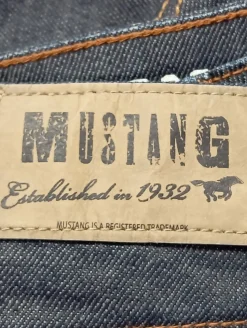 MUSTANG
Established in 1932
MUSTANG IS A REGISTERED TRADEMARK